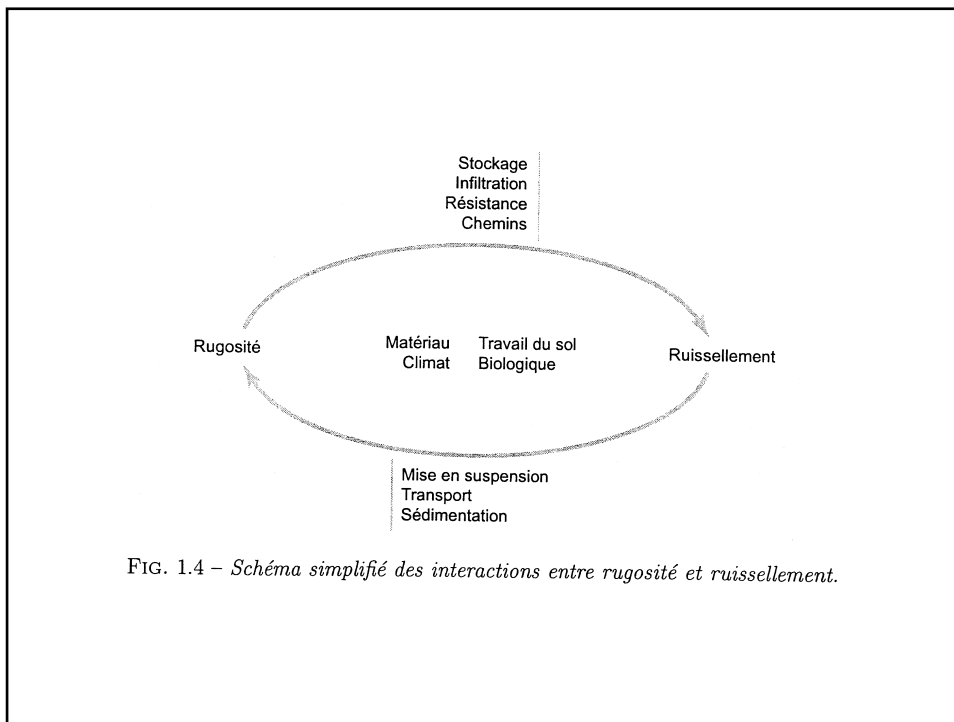 Stockage
Infiltration
Résistance
Chemins
Rugosité
Matériau Travail du sol
Climat Biologique
Ruissellement
Mise en suspension
Transport
Sédimentation
FIG. 1.4 – Schéma simplifié des interactions entre rugosité et ruissellement.